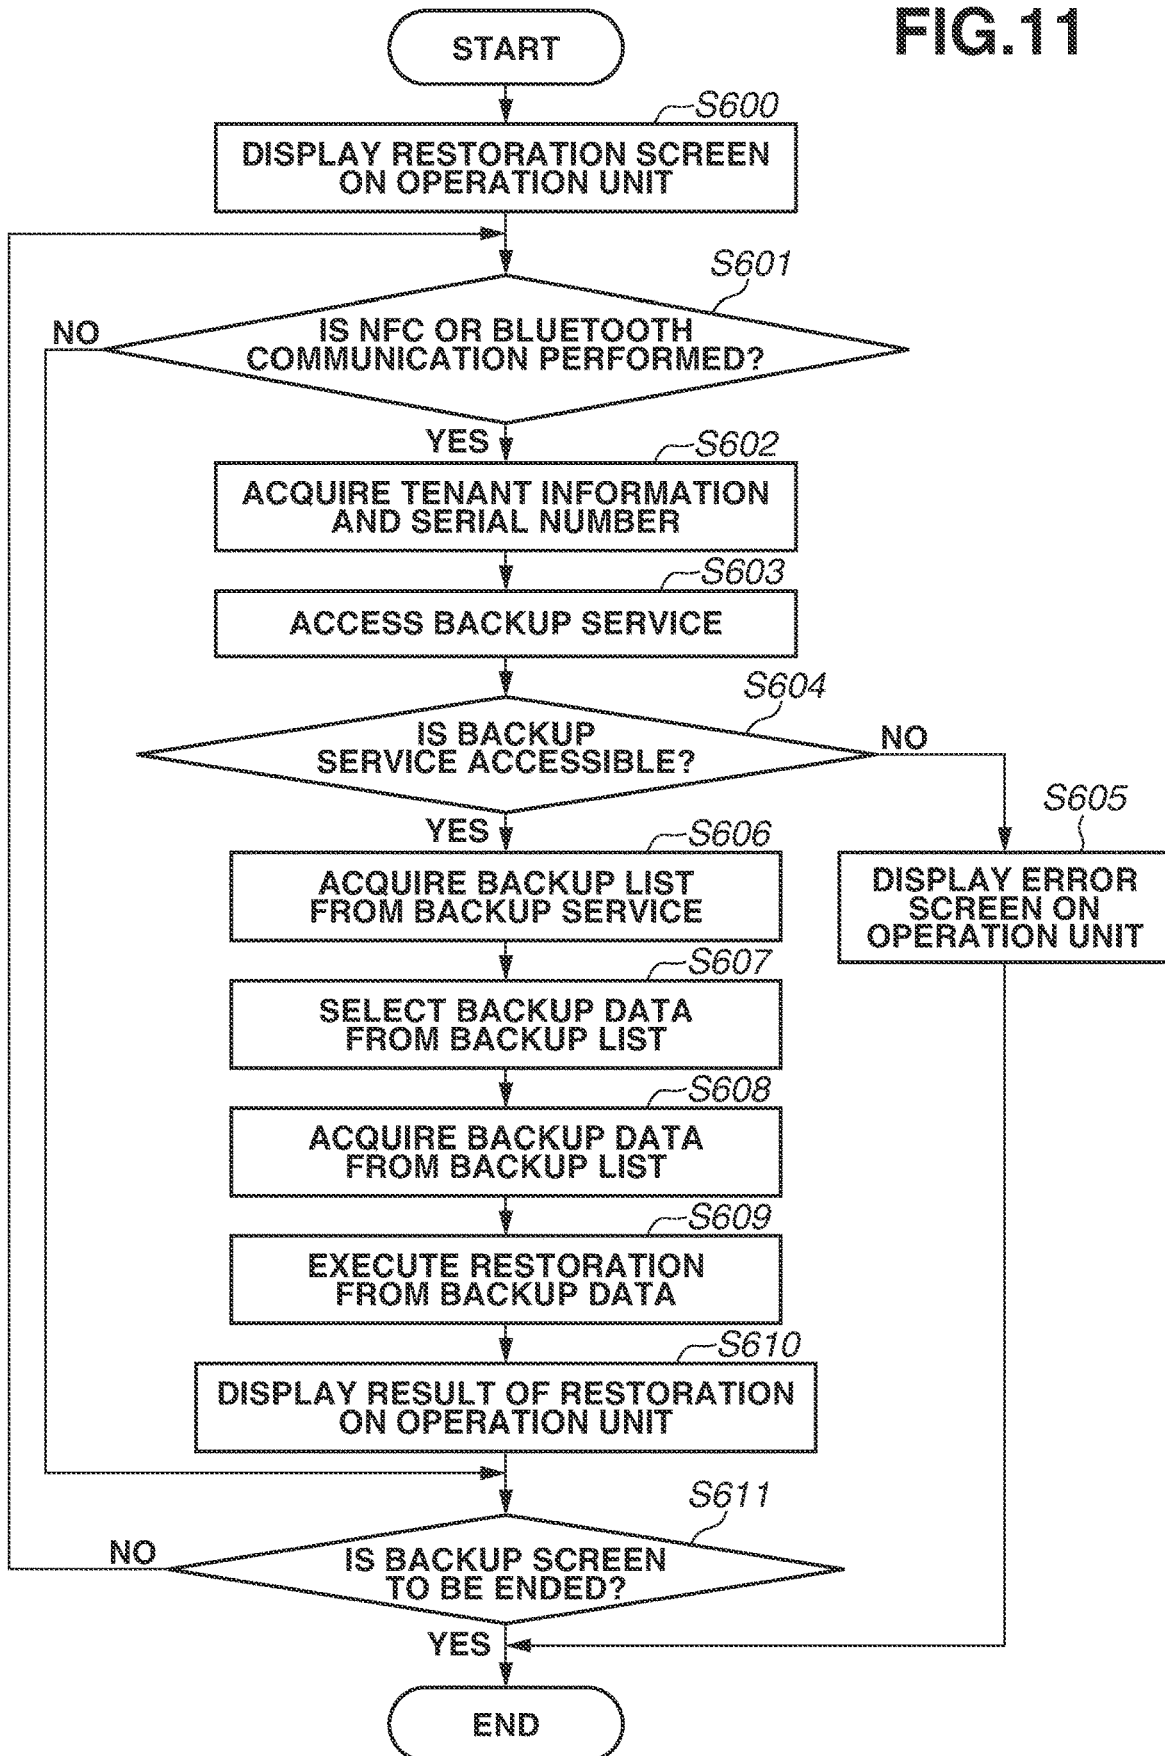 FIG.11
START
S600
DISPLAY RESTORATION SCREEN
ON OPERATION UNIT
S601
NO
IS NFC OR BLUETOOTH
COMMUNICATION PERFORMED?
YES
S602
ACQUIRE TENANT INFORMATION
AND SERIAL NUMBER
S603
ACCESS BACKUP SERVICE
S604
IS BACKUP
SERVICE ACCESSIBLE?
NO
YES
S605
DISPLAY ERROR
SCREEN ON
OPERATION UNIT
S606
ACQUIRE BACKUP LIST
FROM BACKUP SERVICE
S607
SELECT BACKUP DATA
FROM BACKUP LIST
S608
ACQUIRE BACKUP DATA
FROM BACKUP LIST
S609
EXECUTE RESTORATION
FROM BACKUP DATA
S610
DISPLAY RESULT OF RESTORATION
ON OPERATION UNIT
S611
NO
IS BACKUP SCREEN
TO BE ENDED?
YES
END